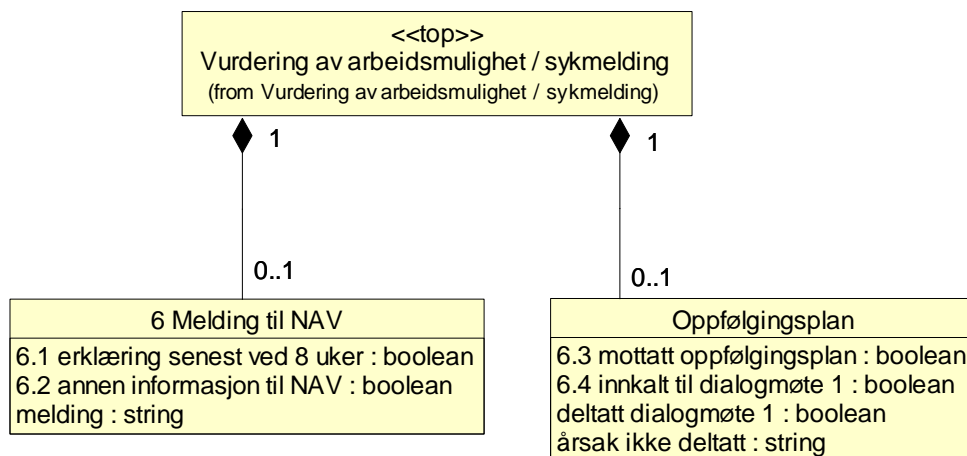 <<top>>
Vurdering av arbeidsmulighet / sykmelding
(from Vurdering av arbeidsmulighet / sykmelding)
1
1
0..1
0..1
6 Melding til NAV
6.1 erklæring senest ved 8 uker : boolean
6.2 annen informasjon til NAV : boolean
melding : string
Oppfølgingsplan
6.3 mottatt oppfølgingsplan : boolean
6.4 innkalt til dialogmøte 1 : boolean
deltatt dialogmøte 1 : boolean
årsak ikke deltatt : string